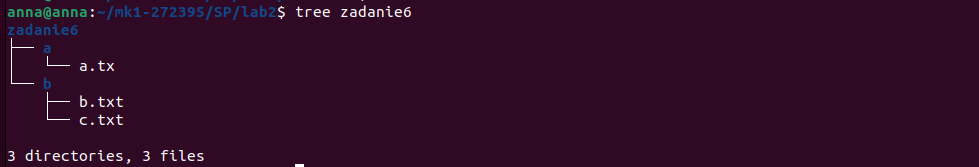 anna@anna:~/mk1-272395/SP/lab2$ tree zadanie6
zadanie6
├── a
│   └── a.tx
└── b
    ├── b.txt
    └── c.txt
3 directories, 3 files